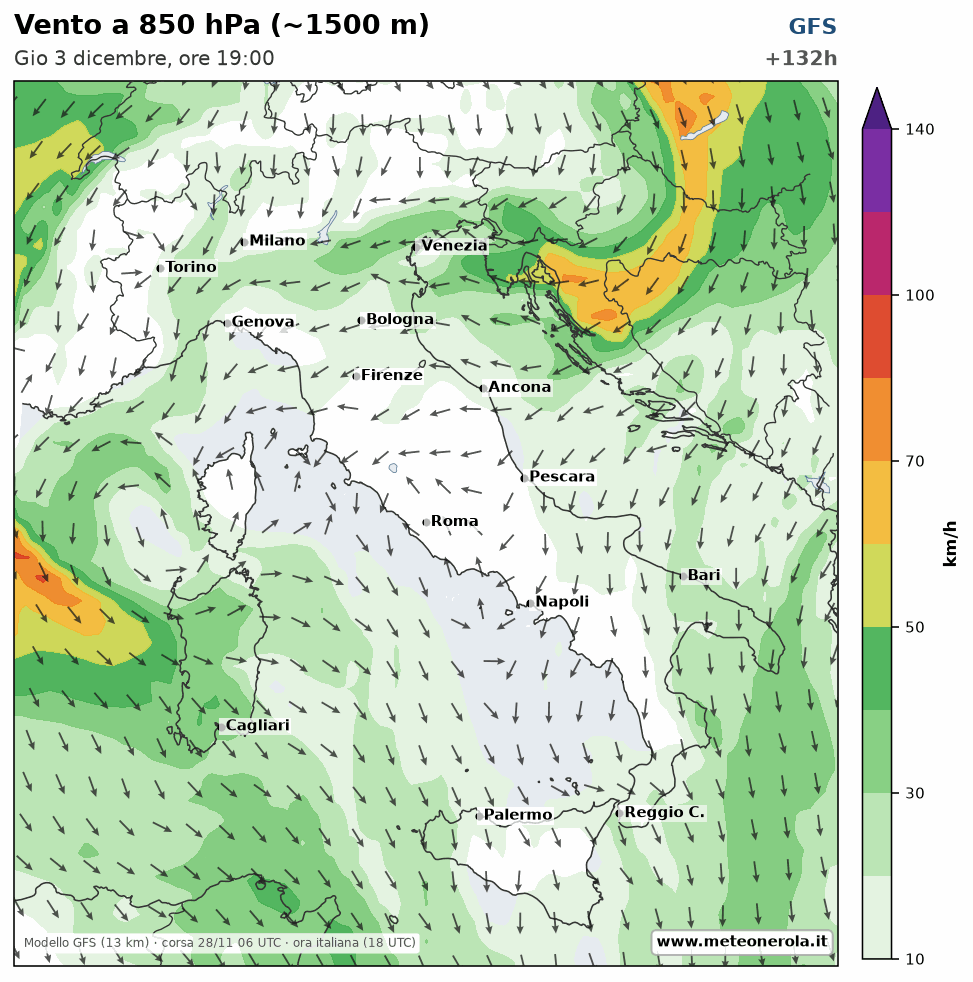 Vento a 850 hPa (~1500 m)
GFS
Gio 3 dicembre, ore 19:00
+132h
140
100
70
50
30
10
km/h
Milano
Venezia
Torino
Genova
Bologna
Firenze
Ancona
Pescara
Roma
Bari
Napoli
Cagliari
Palermo
Reggio C.
Modello GFS (13 km) · corsa 28/11 06 UTC · ora italiana (18 UTC)
www.meteonerola.it